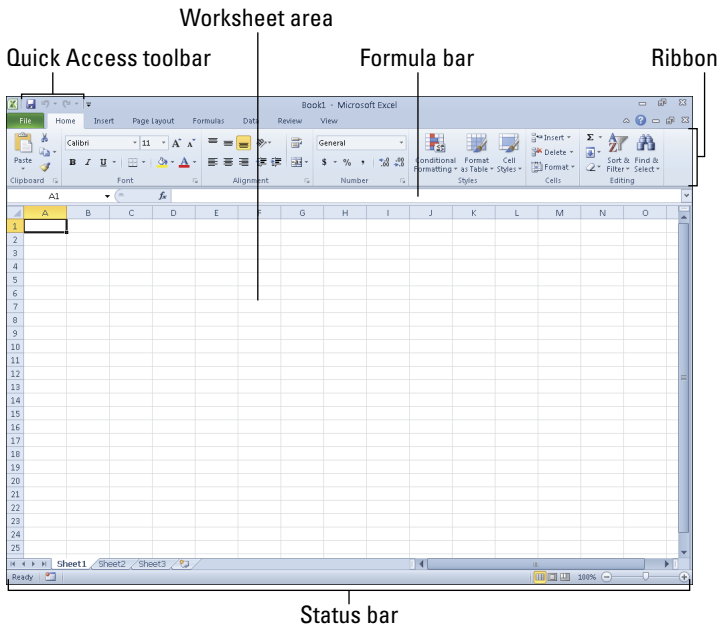 Worksheet area
Quick Access toolbar Formula bar Ribbon
Book1 - Microsoft Excel
File Home Insert Page Layout Formulas Data Review View
Calibri 11 General
Paste B I U $ % , Conditional Formatting Format as Table Cell Styles Insert Delete Format Σ Sort & Filter Find & Select
Clipboard Font Alignment Number Styles Cells Editing
A1 fx
A B C D E F G H I J K L M N O
1
2
3
4
5
6
7
8
9
10
11
12
13
14
15
16
17
18
19
20
21
22
23
24
25
Sheet1 Sheet2 Sheet3
Ready 100%
Status bar